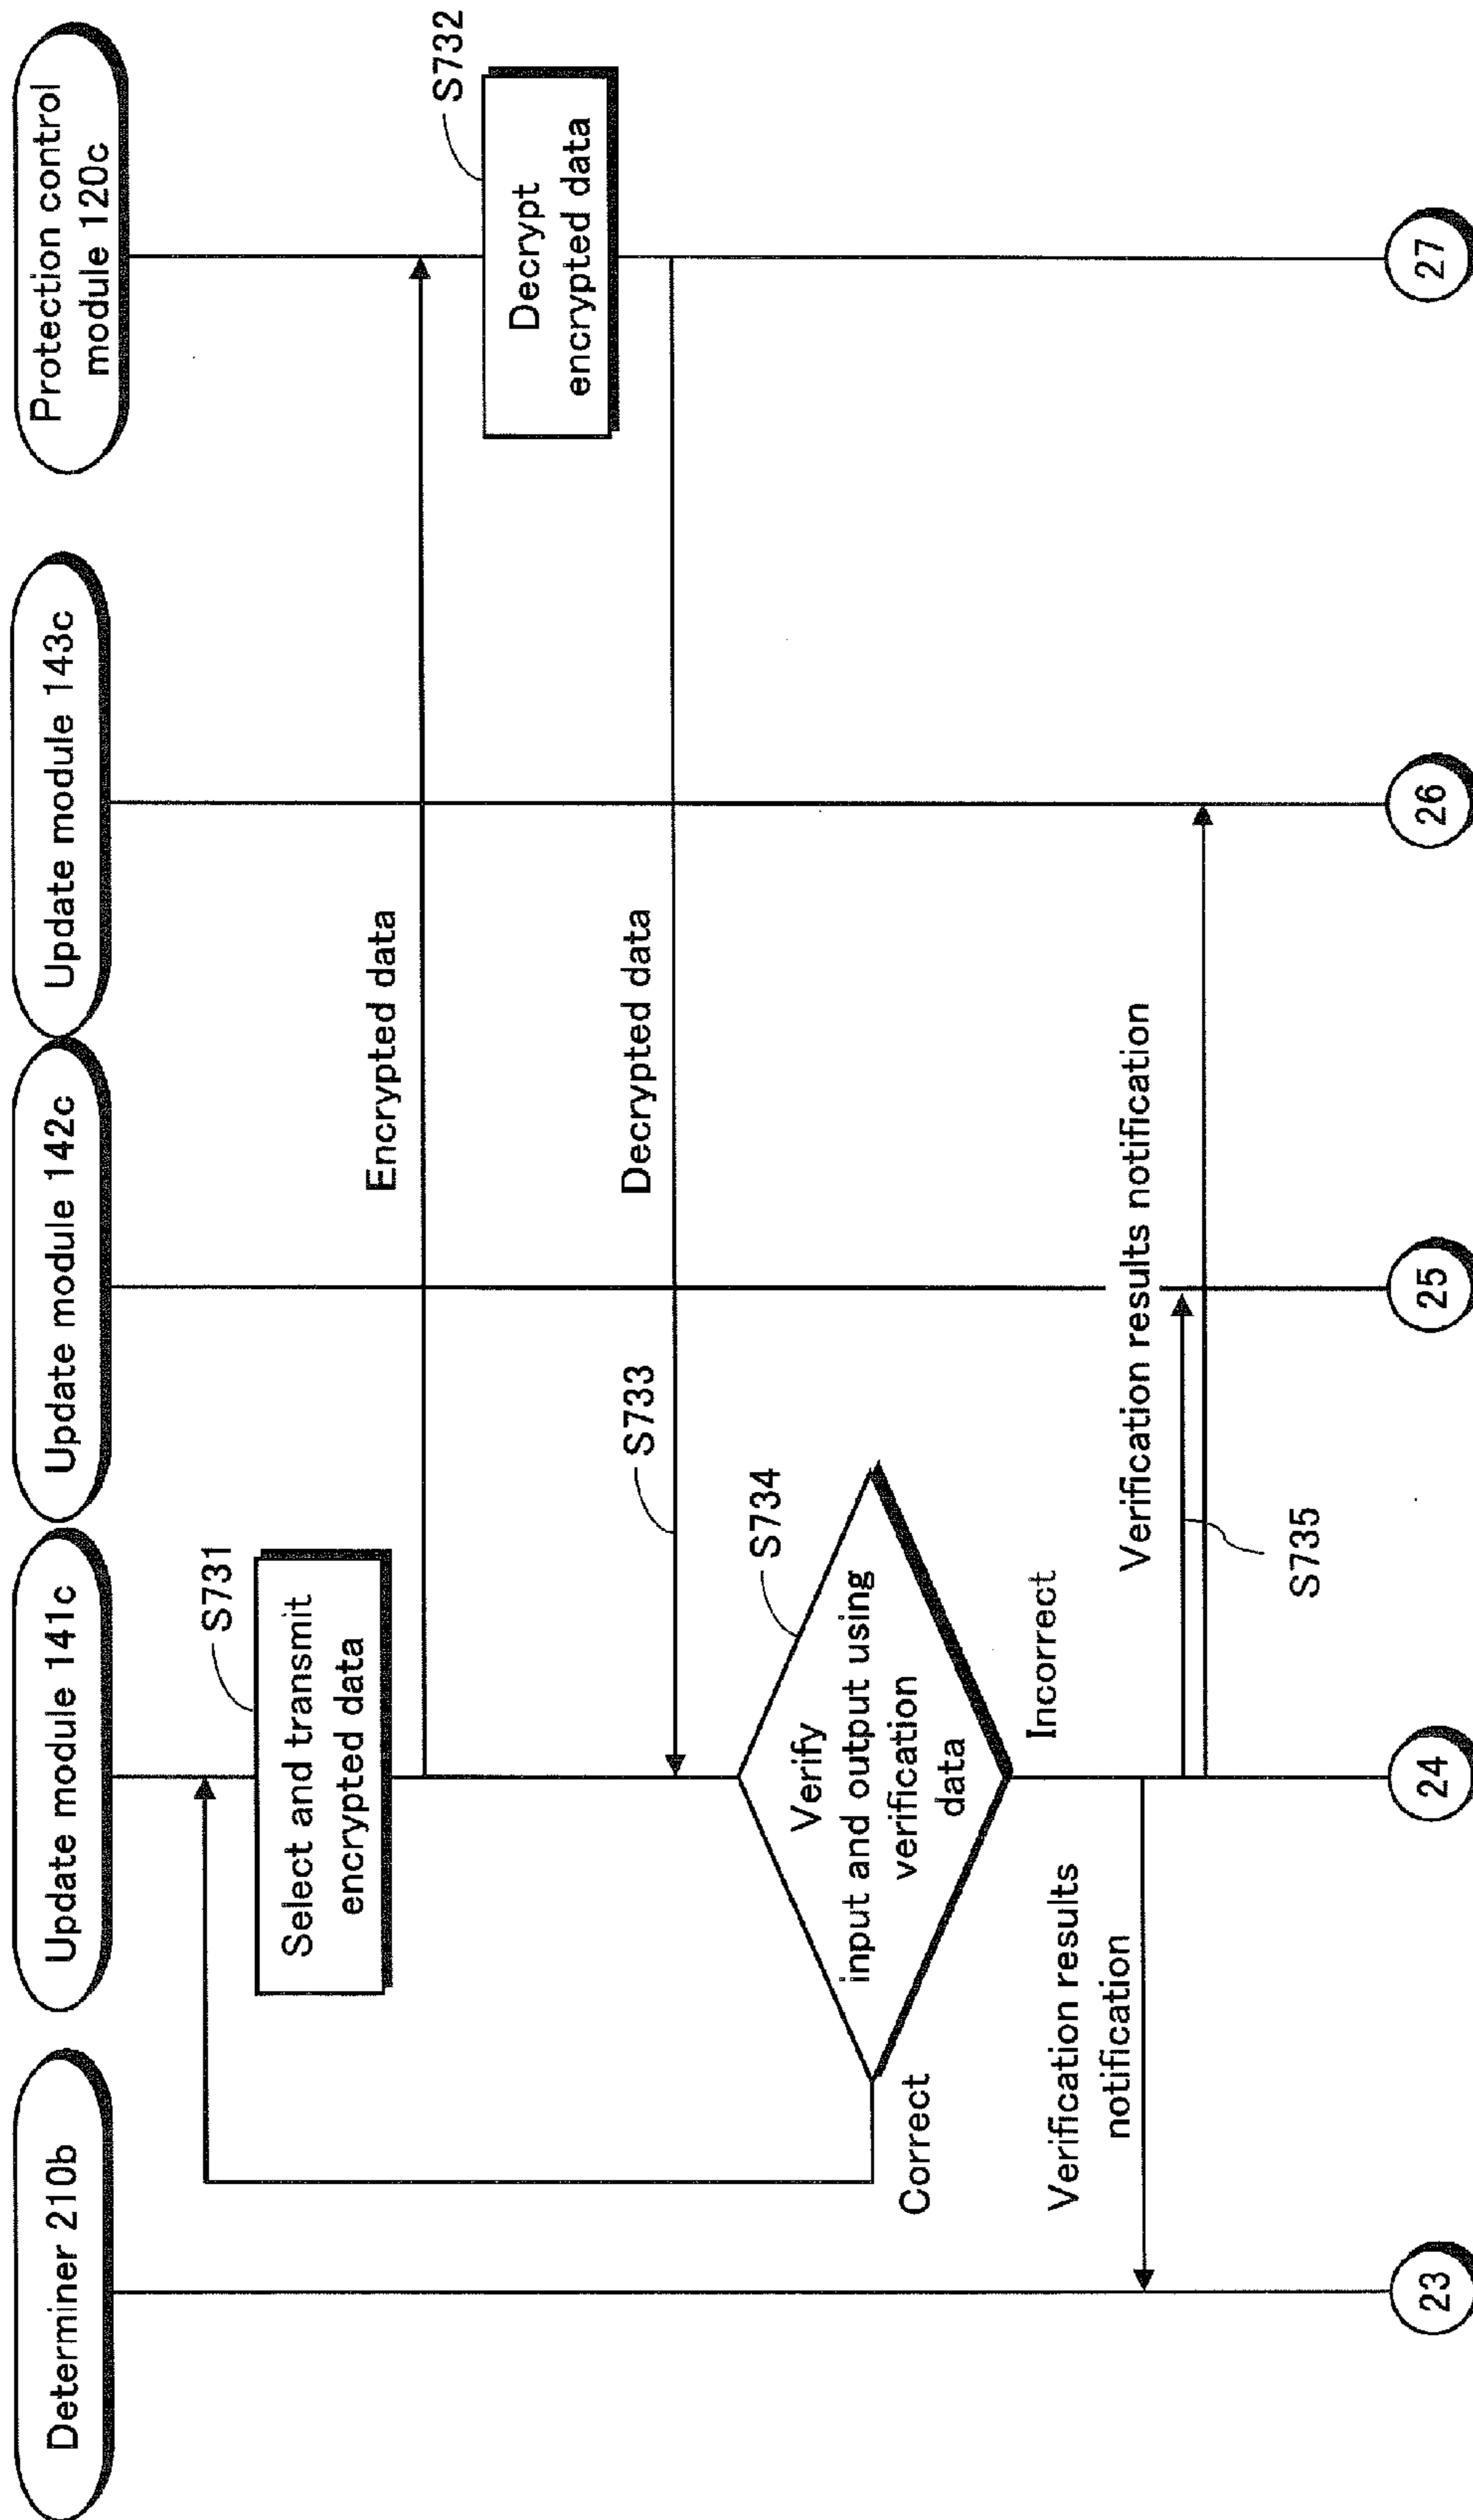 Determiner 210b
Update module 141c
Update module 142c
Update module 143c
Protection control
module 120c
S731
Select and transmit
encrypted data
Encrypted data
S732
Decrypt
encrypted data
Decrypted data
S733
S734
Verify
input and output using
verification
data
Correct
Incorrect
Verification results
notification
Verification results notification
S735
23
24
25
26
27